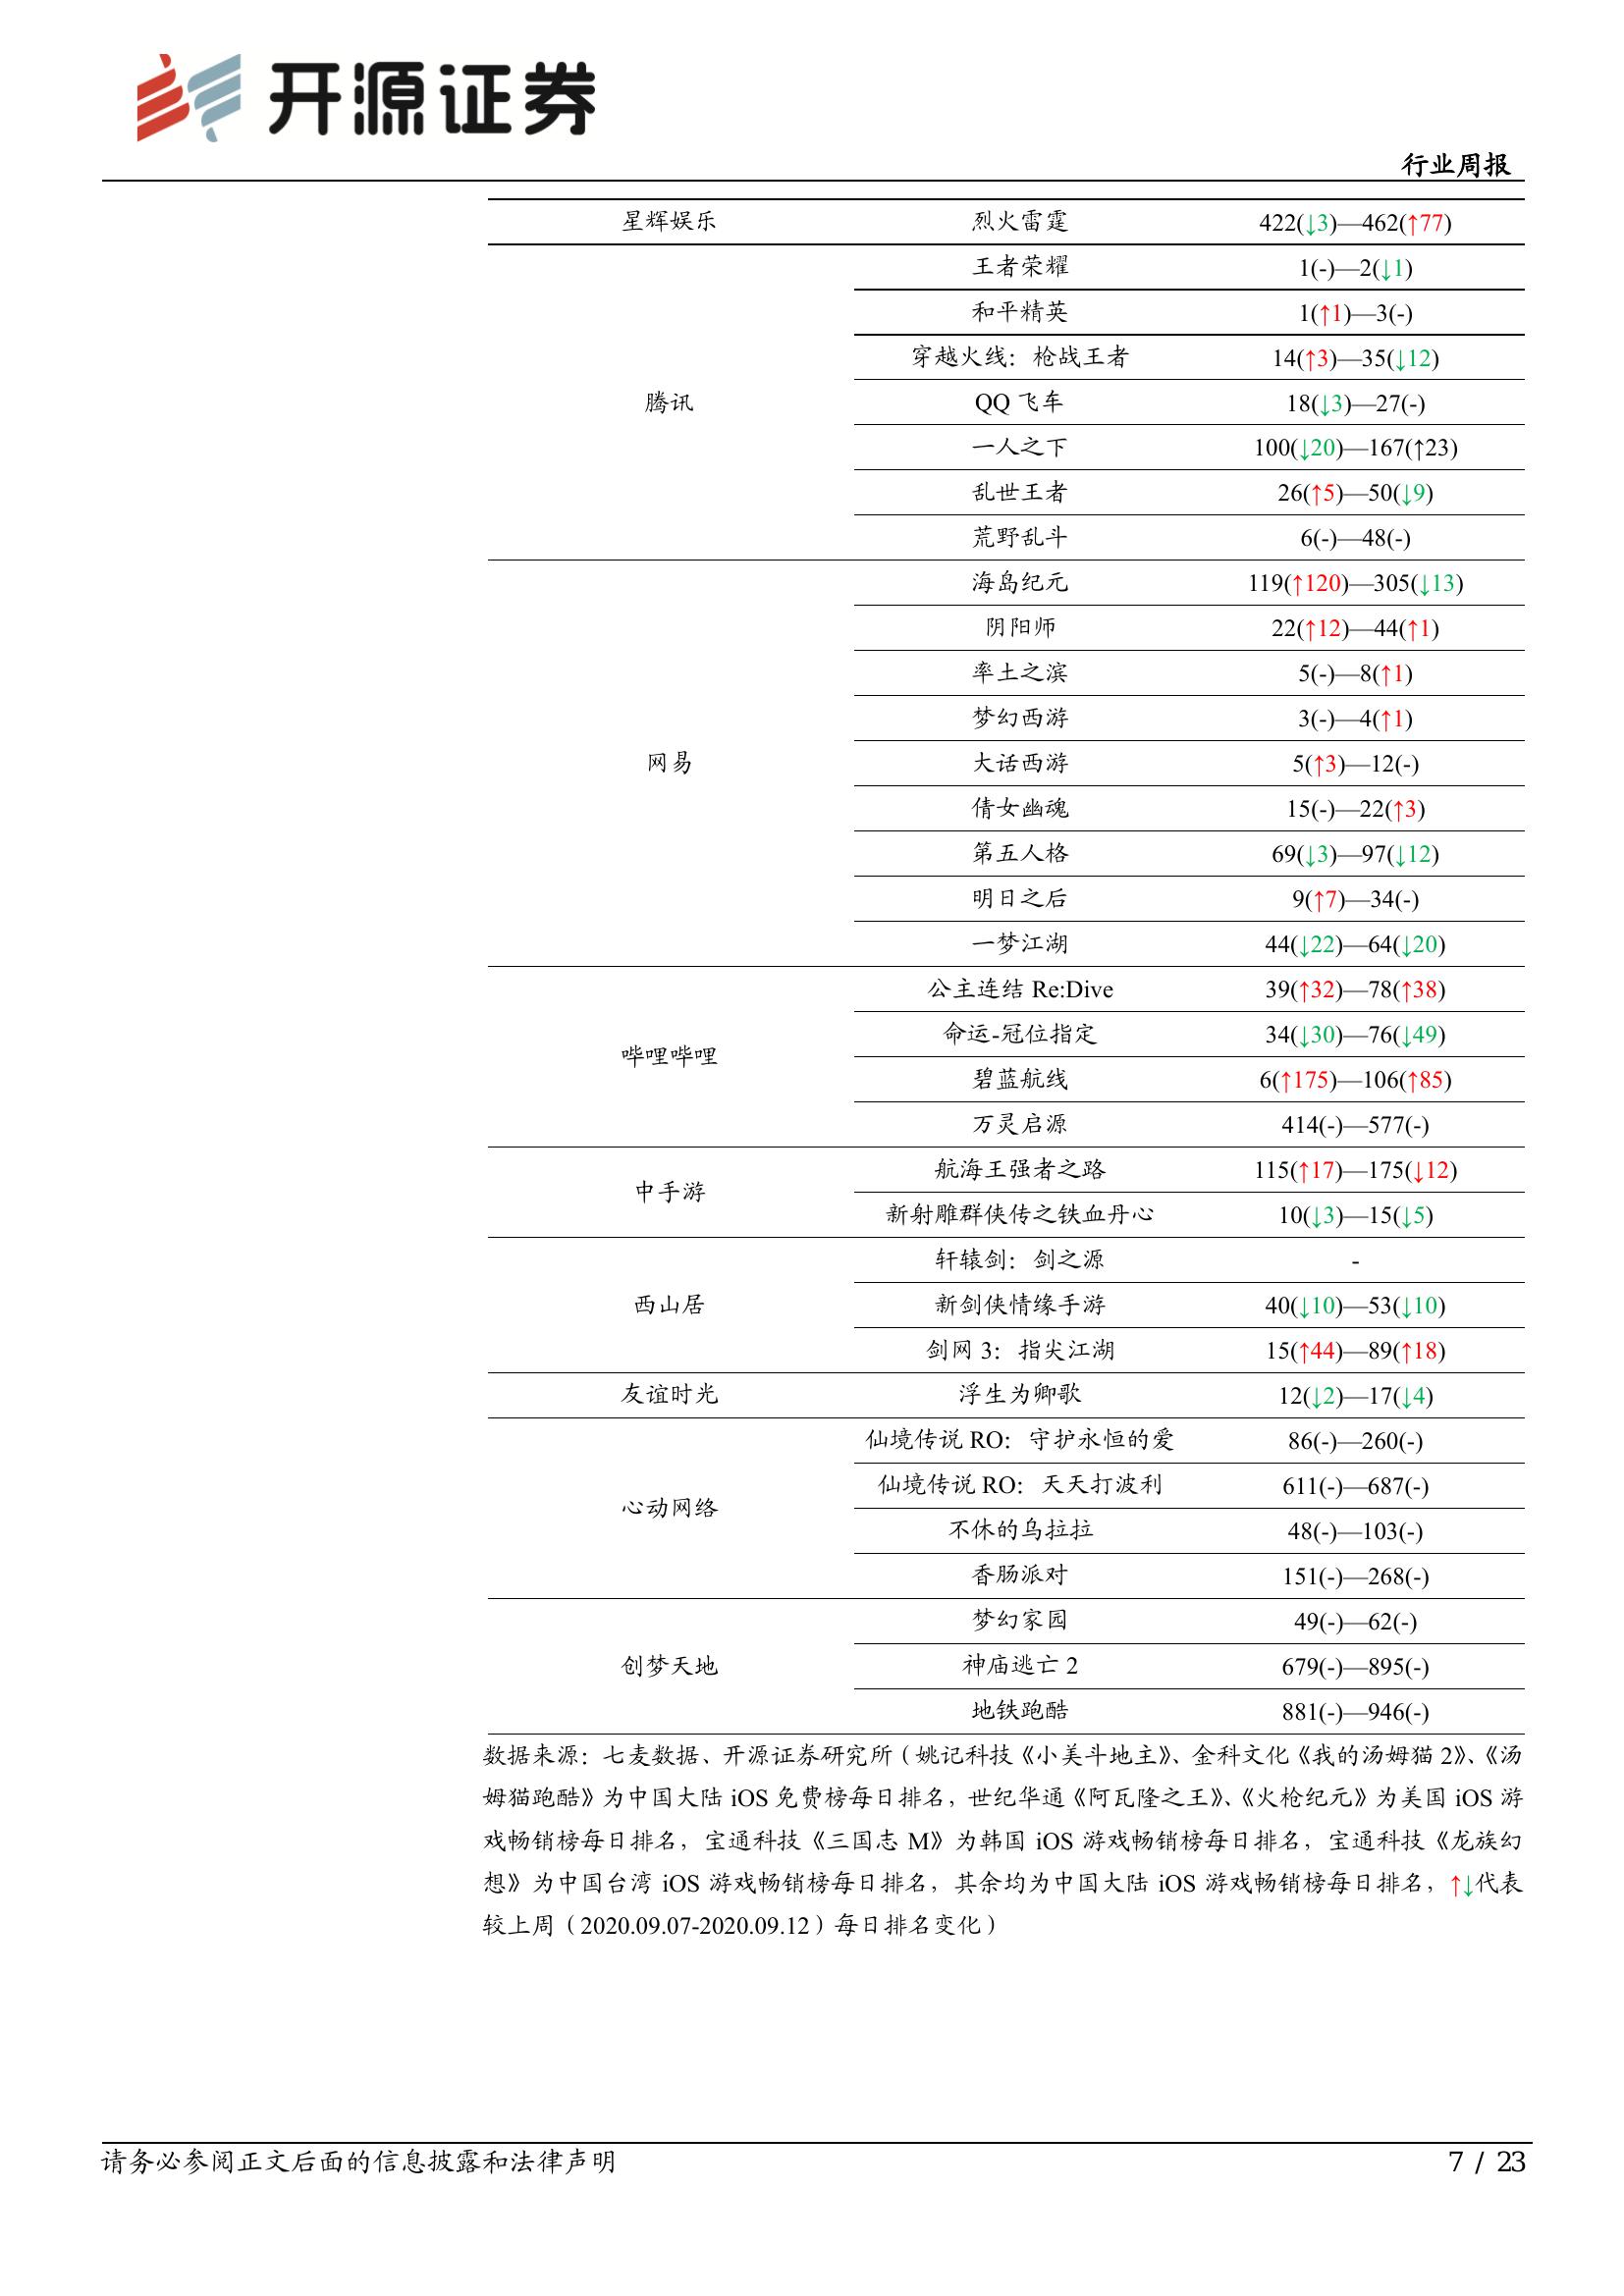 开源证券
行业周报
星辉娱乐 烈火雷霆 422(↓3)—462(↑77)
腾讯 王者荣耀 1(-)—2(↓1)
和平精英 1(↑1)—3(-)
穿越火线：枪战王者 14(↑3)—35(↓12)
QQ 飞车 18(↓3)—27(-)
一人之下 100(↓20)—167(↑23)
乱世王者 26(↑5)—50(↓9)
荒野乱斗 6(-)—48(-)
网易 海岛纪元 119(↑120)—305(↓13)
阴阳师 22(↑12)—44(↑1)
率土之滨 5(-)—8(↑1)
梦幻西游 3(-)—4(↑1)
大话西游 5(↑3)—12(-)
倩女幽魂 15(-)—22(↑3)
第五人格 69(↓3)—97(↓12)
明日之后 9(↑7)—34(-)
一梦江湖 44(↓22)—64(↓20)
哔哩哔哩 公主连结 Re:Dive 39(↑32)—78(↑38)
命运-冠位指定 34(↓30)—76(↓49)
碧蓝航线 6(↑175)—106(↑85)
万灵启源 414(-)—577(-)
中手游 航海王强者之路 115(↑17)—175(↓12)
新射雕群侠传之铁血丹心 10(↓3)—15(↓5)
西山居 轩辕剑：剑之源 -
新剑侠情缘手游 40(↓10)—53(↓10)
剑网 3：指尖江湖 15(↑44)—89(↑18)
友谊时光 浮生为卿歌 12(↓2)—17(↓4)
心动网络 仙境传说 RO：守护永恒的爱 86(-)—260(-)
仙境传说 RO：天天打波利 611(-)—687(-)
不休的乌拉拉 48(-)—103(-)
香肠派对 151(-)—268(-)
创梦天地 梦幻家园 49(-)—62(-)
神庙逃亡 2 679(-)—895(-)
地铁跑酷 881(-)—946(-)
数据来源：七麦数据、开源证券研究所（姚记科技《小美斗地主》、金科文化《我的汤姆猫 2》、《汤
姆猫跑酷》为中国大陆 iOS 免费榜每日排名，世纪华通《阿瓦隆之王》、《火枪纪元》为美国 iOS 游
戏畅销榜每日排名，宝通科技《三国志 M》为韩国 iOS 游戏畅销榜每日排名，宝通科技《龙族幻
想》为中国台湾 iOS 游戏畅销榜每日排名，其余均为中国大陆 iOS 游戏畅销榜每日排名，↑↓代表
较上周（2020.09.07-2020.09.12）每日排名变化）
请务必参阅正文后面的信息披露和法律声明 7 / 23